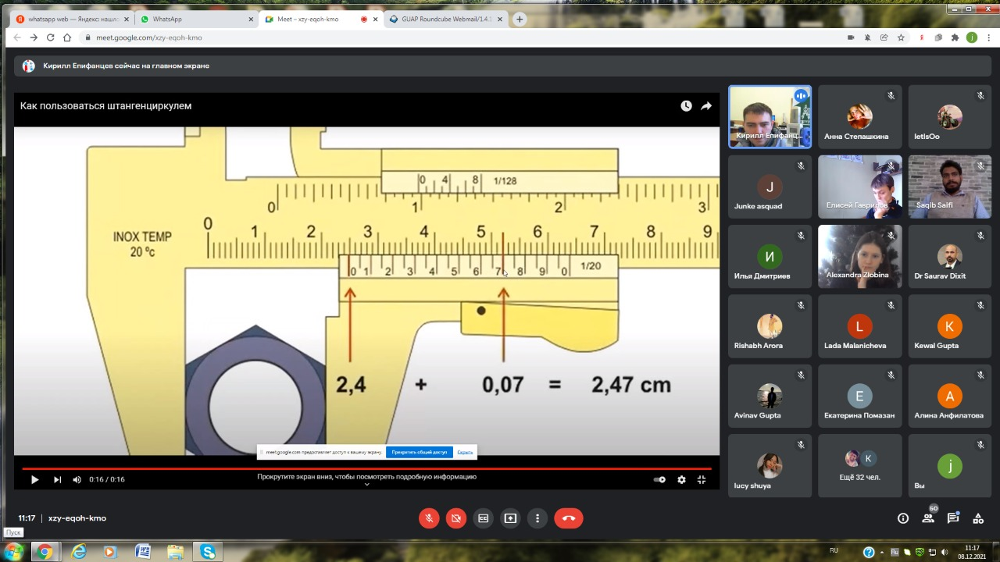 whatsapp web — Яндекс: нашло
WhatsApp
Meet – xzy-eqoh-kmo
GUAP Roundcube Webmail/1.4.
meet.google.com/xzy-eqoh-kmo
j
Кирилл Епифанцев сейчас на главном экране
Как пользоваться штангенциркулем
0 4 8 1/128
0 1 2 3
0 1 2 3 4 5 6 7 8 9
INOX TEMP
20 ºc
0 1 2 3 4 5 6 7 8 9 0 1/20
2,4 + 0,07 = 2,47 cm
meet.google.com предоставляет доступ к вашему экрану.
Прекратить общий доступ
Скрыть
0:16 / 0:16
Прокрутите экран вниз, чтобы посмотреть подробную информацию
Кирилл Епифанц...
Анна Степашкина
letIsOo
J
Junke asquad
Елисей Гаврилов
Saqib Saifi
И
Илья Дмитриев
Alexandra Zlobina
Dr Saurav Dixit
Rishabh Arora
L
Lada Malanicheva
K
Kewal Gupta
Avinav Gupta
E
Екатерина Помазан
A
Алина Анфилатова
lucy shuya
K
Ещё 32 чел.
j
Вы
11:17 | xzy-eqoh-kmo
50
Пуск
RU
11:17
08.12.2021